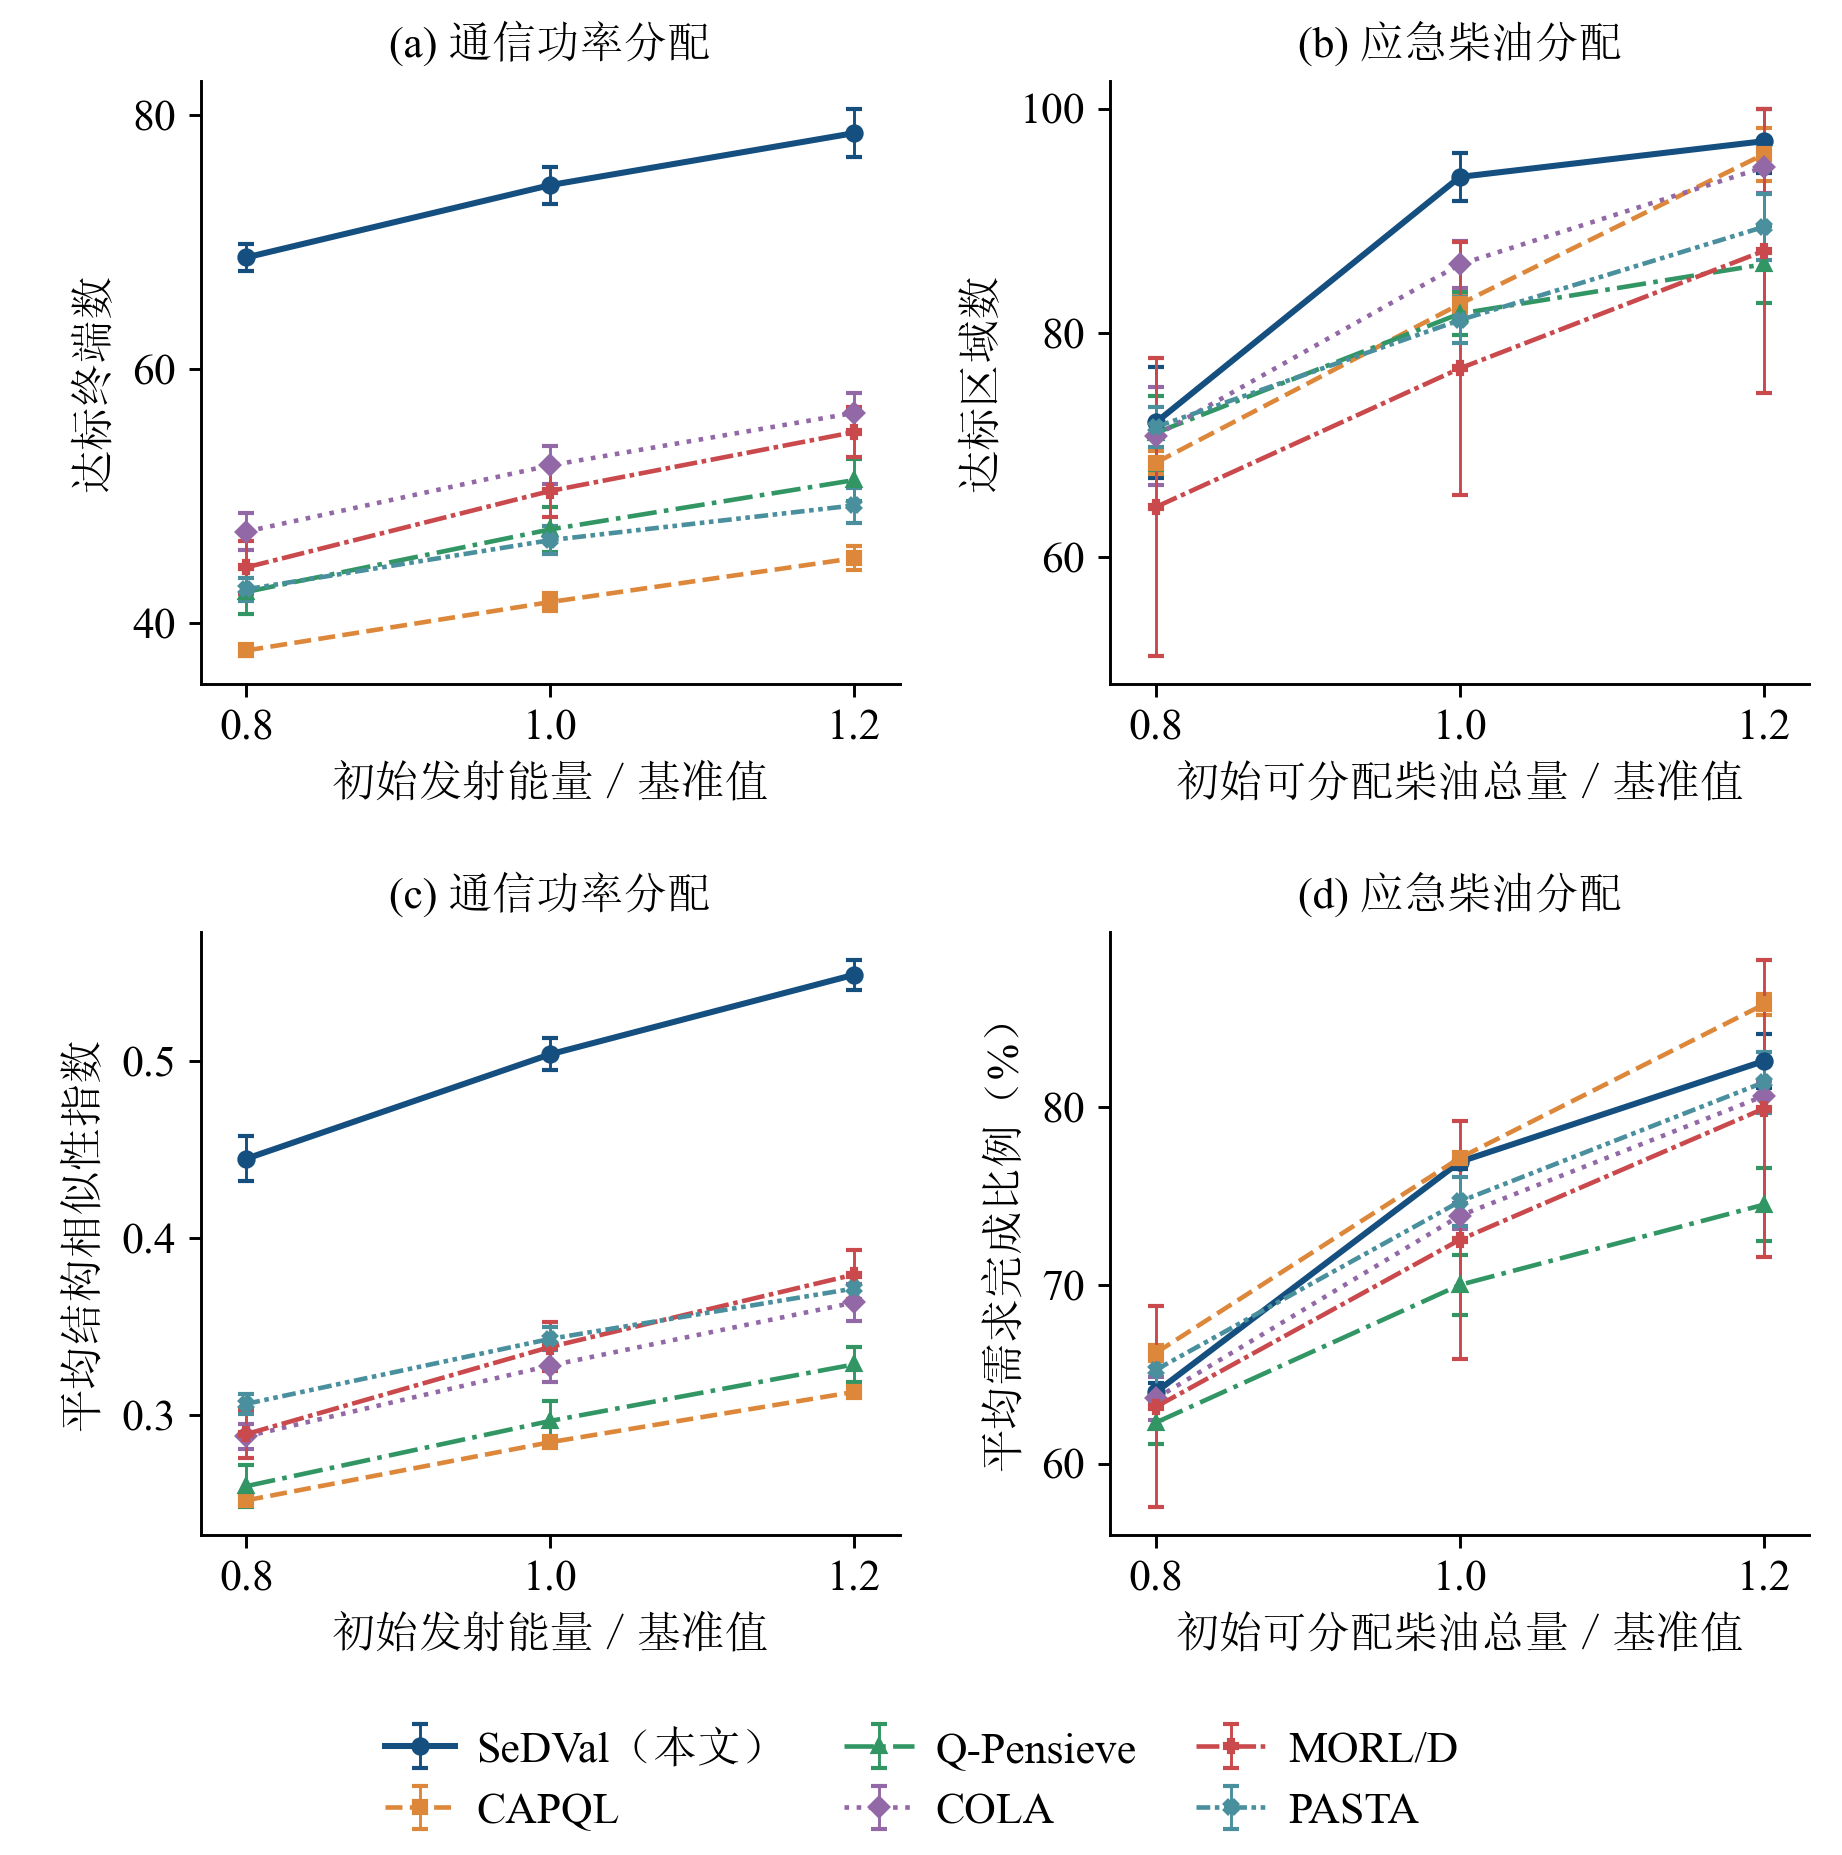 (a) 通信功率分配
(b) 应急柴油分配
达标终端数
80
60
40
0.8 1.0 1.2
初始发射能量 / 基准值
达标区域数
100
80
60
0.8 1.0 1.2
初始可分配柴油总量 / 基准值
(c) 通信功率分配
(d) 应急柴油分配
平均结构相似性指数
0.5
0.4
0.3
0.8 1.0 1.2
初始发射能量 / 基准值
平均需求完成比例（%）
80
70
60
0.8 1.0 1.2
初始可分配柴油总量 / 基准值
SeDVal（本文） Q-Pensieve MORL/D
CAPQL COLA PASTA